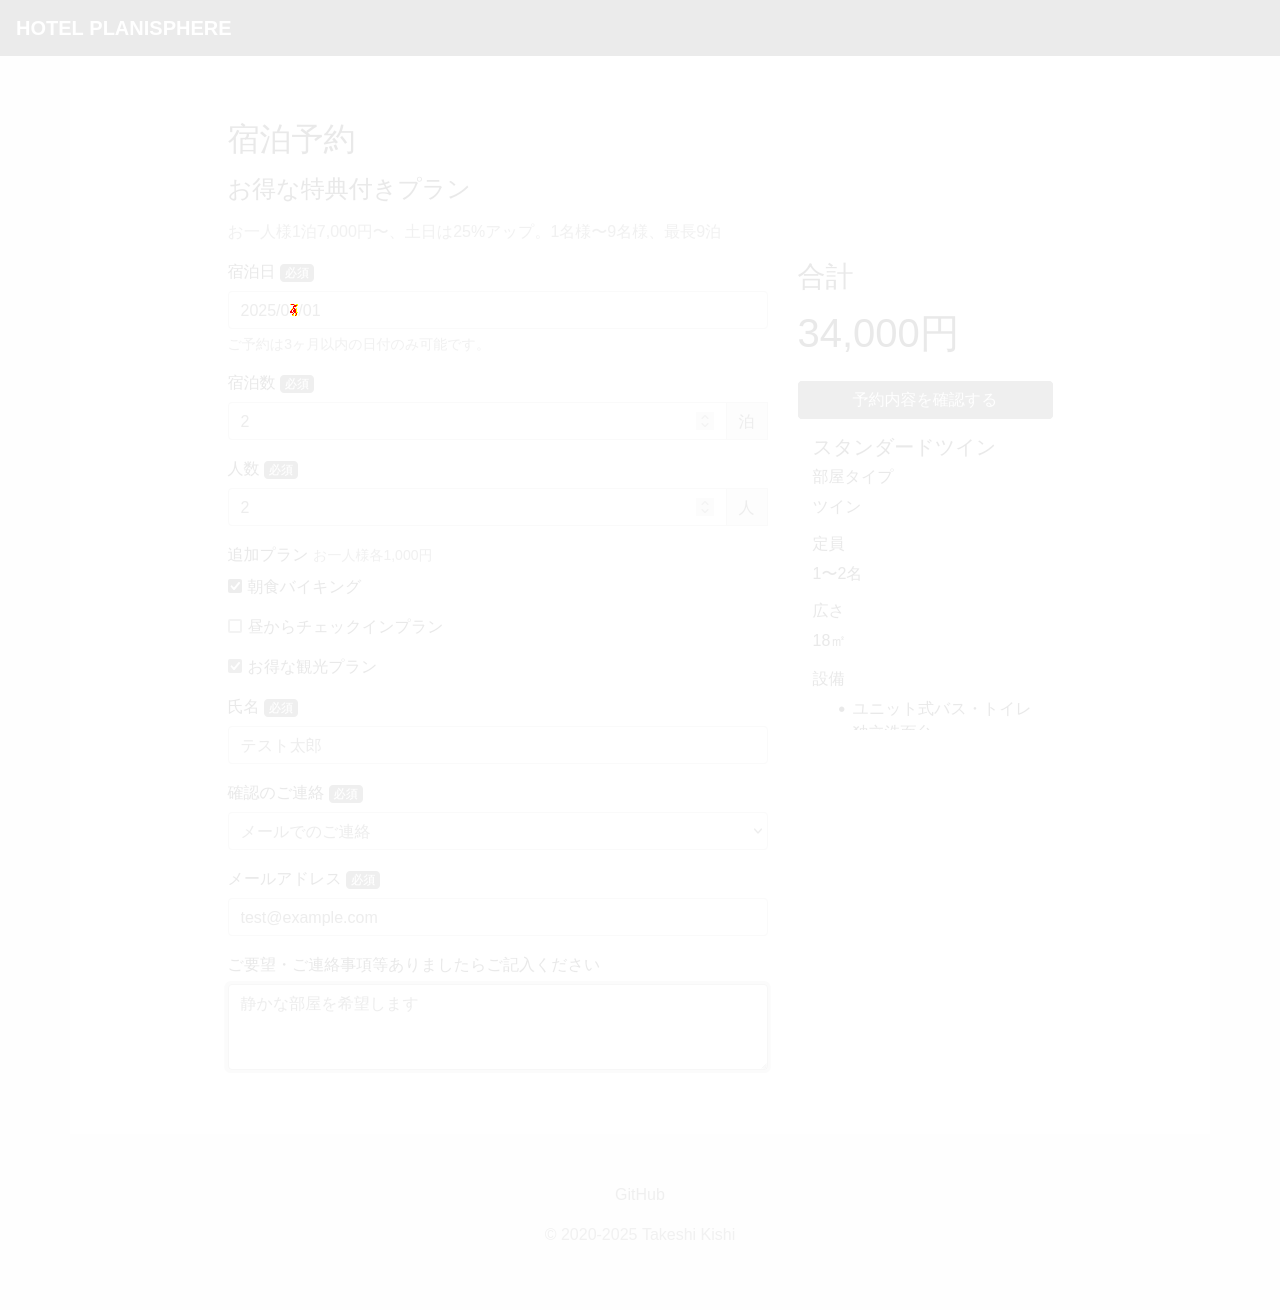 HOTEL PLANISPHERE
宿泊予約
お得な特典付きプラン
お一人様1泊7,000円〜、土日は25%アップ。1名様〜9名様、最長9泊
宿泊日 必須
ご予約は3ヶ月以内の日付のみ可能です。
宿泊数 必須
2 泊
人数 必須
2 人
追加プラン お一人様各1,000円
朝食バイキング
昼からチェックインプラン
お得な観光プラン
氏名 必須
テスト太郎
確認のご連絡 必須
メールでのご連絡
メールアドレス 必須
test@example.com
ご要望・ご連絡事項等ありましたらご記入ください
静かな部屋を希望します
合計
34,000円
予約内容を確認する
スタンダードツイン
部屋タイプ
ツイン
定員
1〜2名
広さ
18㎡
設備
ユニット式バス・トイレ
GitHub
© 2020-2025 Takeshi Kishi